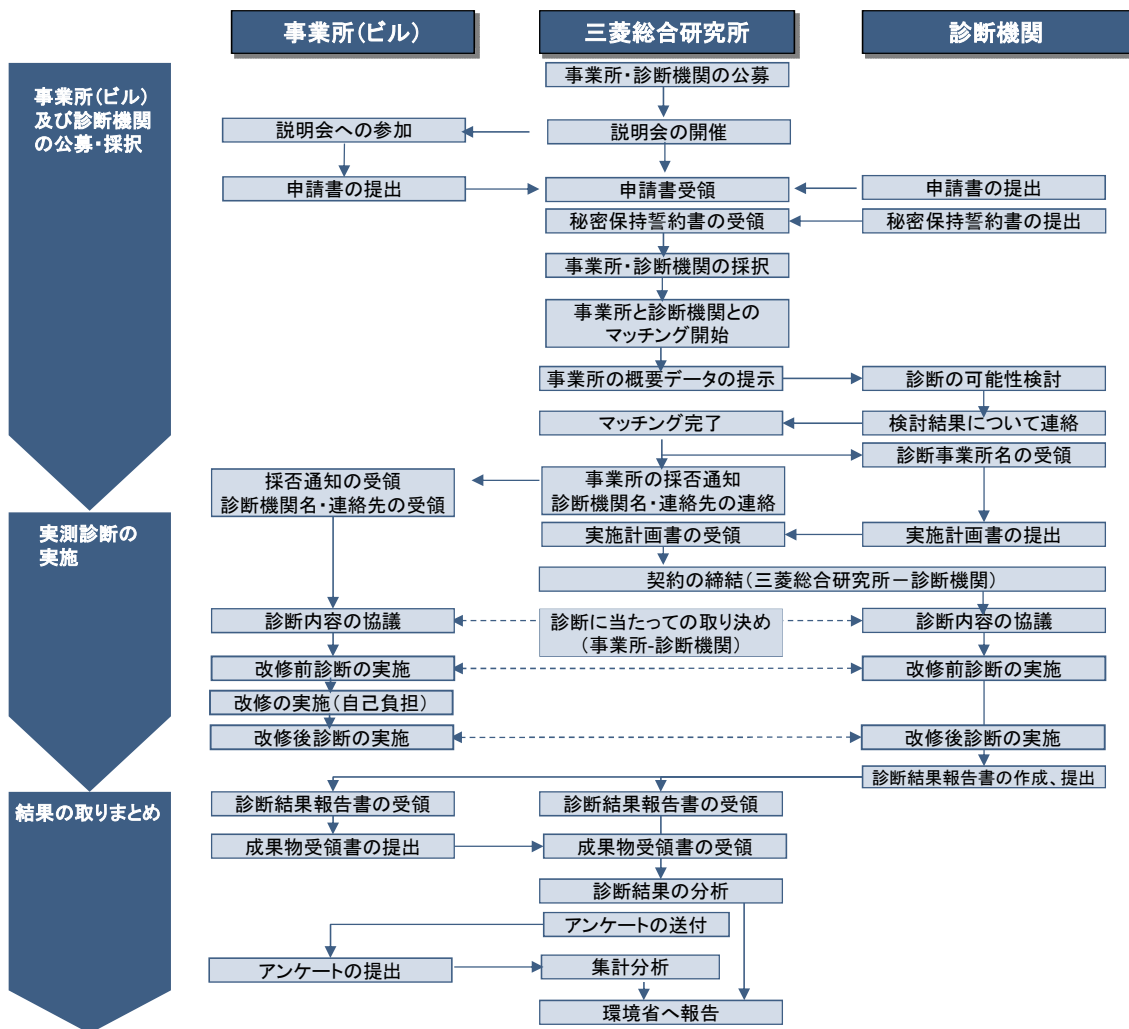 事業所(ビル)
三菱総合研究所
診断機関
事業所(ビル)
及び診断機関
の公募・採択
事業所・診断機関の公募
説明会への参加
説明会の開催
申請書の提出
申請書受領
申請書の提出
秘密保持誓約書の受領
秘密保持誓約書の提出
事業所・診断機関の採択
事業所と診断機関との
マッチング開始
事業所の概要データの提示
診断の可能性検討
マッチング完了
検討結果について連絡
診断事業所名の受領
採否通知の受領
診断機関名・連絡先の受領
事業所の採否通知
診断機関名・連絡先の連絡
実測診断の
実施
実施計画書の受領
実施計画書の提出
契約の締結(三菱総合研究所-診断機関)
診断内容の協議
診断に当たっての取り決め
(事業所-診断機関)
診断内容の協議
改修前診断の実施
改修前診断の実施
改修の実施(自己負担)
改修後診断の実施
改修後診断の実施
診断結果報告書の作成、提出
結果の取りまとめ
診断結果報告書の受領
診断結果報告書の受領
成果物受領書の提出
成果物受領書の受領
診断結果の分析
アンケートの送付
アンケートの提出
集計分析
環境省へ報告